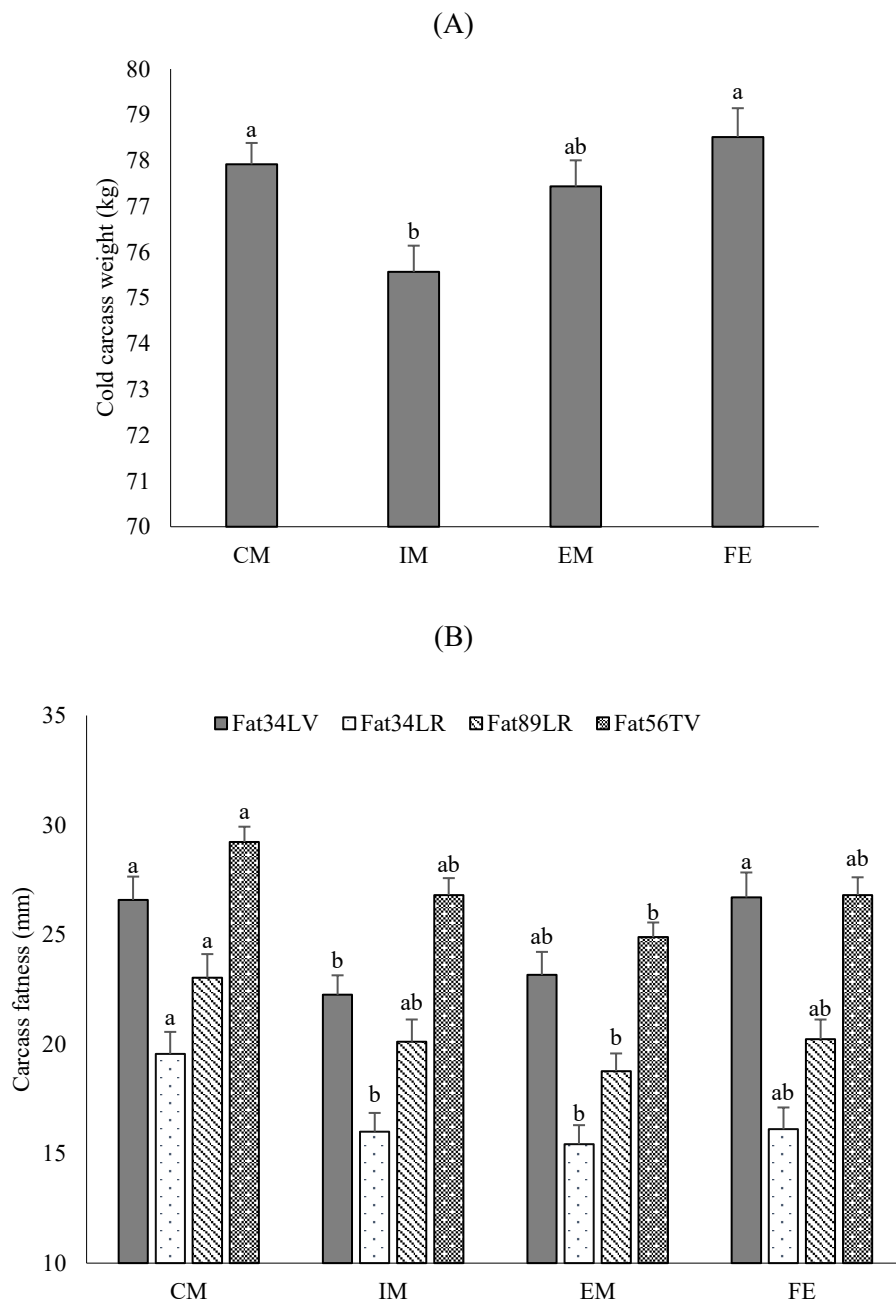 (A)
Cold carcass weight (kg)
80
79
78
77
76
75
74
73
72
71
70
a
b
ab
a
CM IM EM FE
(B)
Carcass fatness (mm)
35
30
25
20
15
10
Fat34LV Fat34LR Fat89LR Fat56TV
a a a a
b b ab ab
ab b b b
a ab ab ab
CM IM EM FE